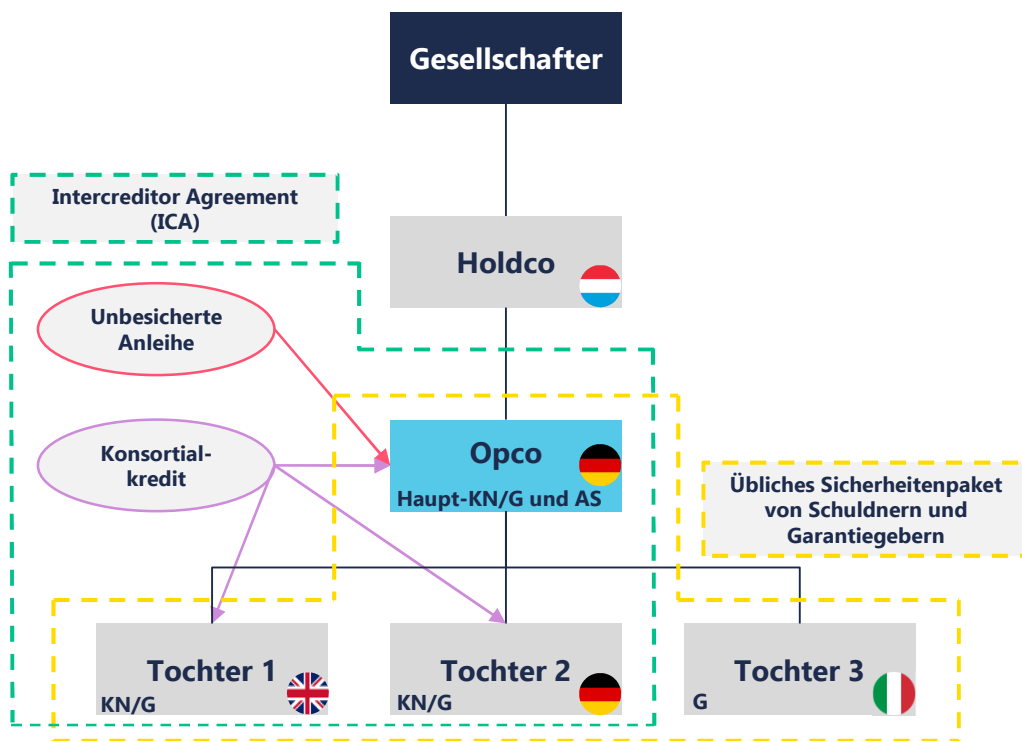 Gesellschafter
Intercreditor Agreement
(ICA)
Holdco
Unbesicherte
Anleihe
Konsortial-
kredit
Opco
Haupt-KN/G und AS
Übliches Sicherheitenpaket
von Schuldnern und
Garantiegebern
Tochter 1
KN/G
Tochter 2
KN/G
Tochter 3
G